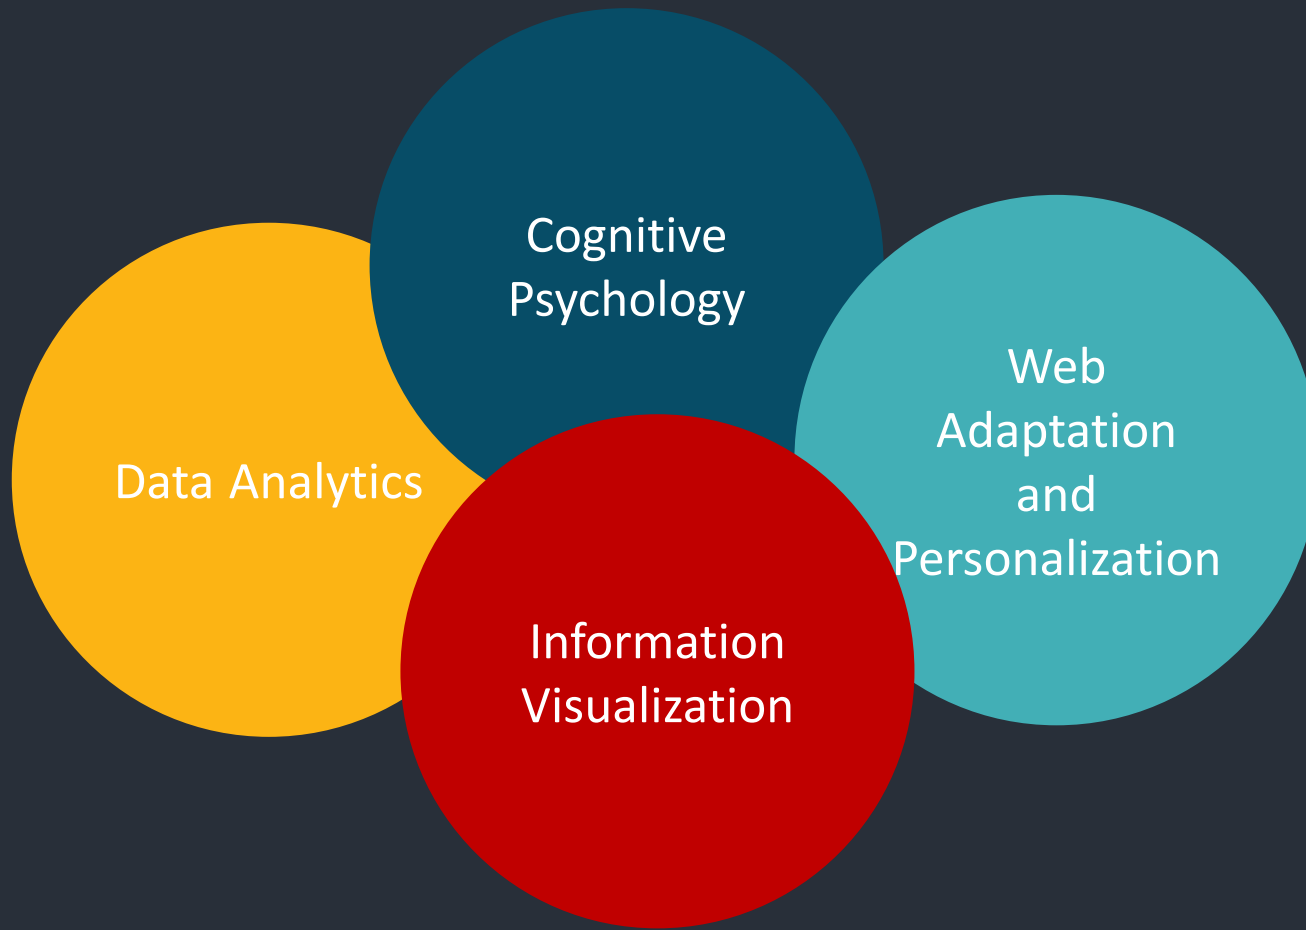 Cognitive
Psychology
Web
Adaptation
and
Personalization
Data Analytics
Information
Visualization